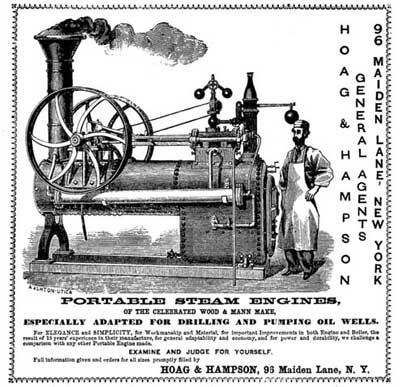 HOAG & HAMPSON
GENERAL AGENTS
96 MAIDEN LANE, NEW YORK
PORTABLE STEAM ENGINES,
OF THE CELEBRATED WOOD & MANN MAKE,
ESPECIALLY ADAPTED FOR DRILLING AND PUMPING OIL WELLS.
For ELEGANCE and SIMPLICITY, for Workmanship and Material, for important Improvements in both Engine and Boiler, the
result of 18 years' experience in their manufacture, for general adaptability and economy, and for power and durability, we challenge a
comparison with any other Portable Engine made.
EXAMINE AND JUDGE FOR YOURSELF.
Full information given and orders for all sizes promptly filled by
HOAG & HAMPSON, 96 Maiden Lane, N. Y.